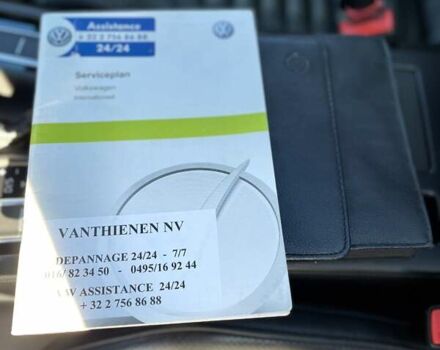 Assistance
+ 32 2 756 86 88
24/24
Serviceplan
Volkswagen
International
VANTHIENEN NV
DEPANNAGE 24/24 - 7/7
016/ 82 34 50 - 0495/16 92 44
VW ASSISTANCE 24/24
+ 32 2 756 86 88